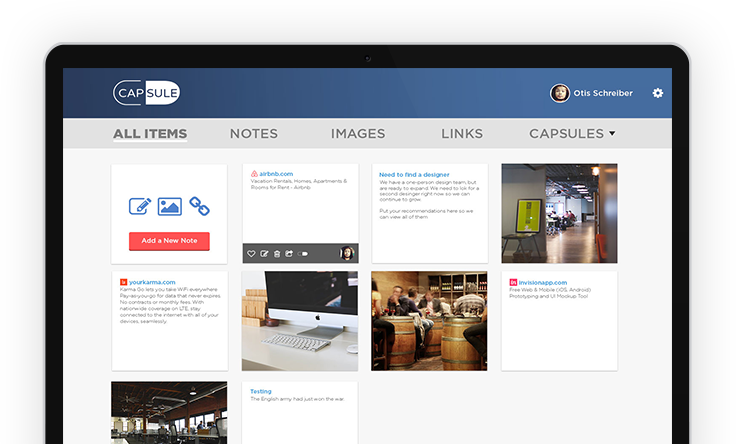 CAPSULE
Otis Schreiber
ALL ITEMS
NOTES
IMAGES
LINKS
CAPSULES
Add a New Note
airbnb.com
Vacation Rentals, Homes, Apartments &
Rooms for Rent - Airbnb
Need to find a designer
We have a one-person design team, but
are ready to expand. We need to lok for a
second desinger right now so we can
continue to grow.
Put your recommendations here so we
can view all of them.
yourkarma.com
Karma Go lets you take WiFi everywhere.
Pay-as-you-go for data that never expires
No contracts or monthly fees. With
nationwide coverage on LTE, stay
connected to the internet with all of your
devices, seamlessly.
in invisionapp.com
Free Web & Mobile (iOS, Android)
Prototyping and UI Mockup Tool
Testing
The English army had just won the war.